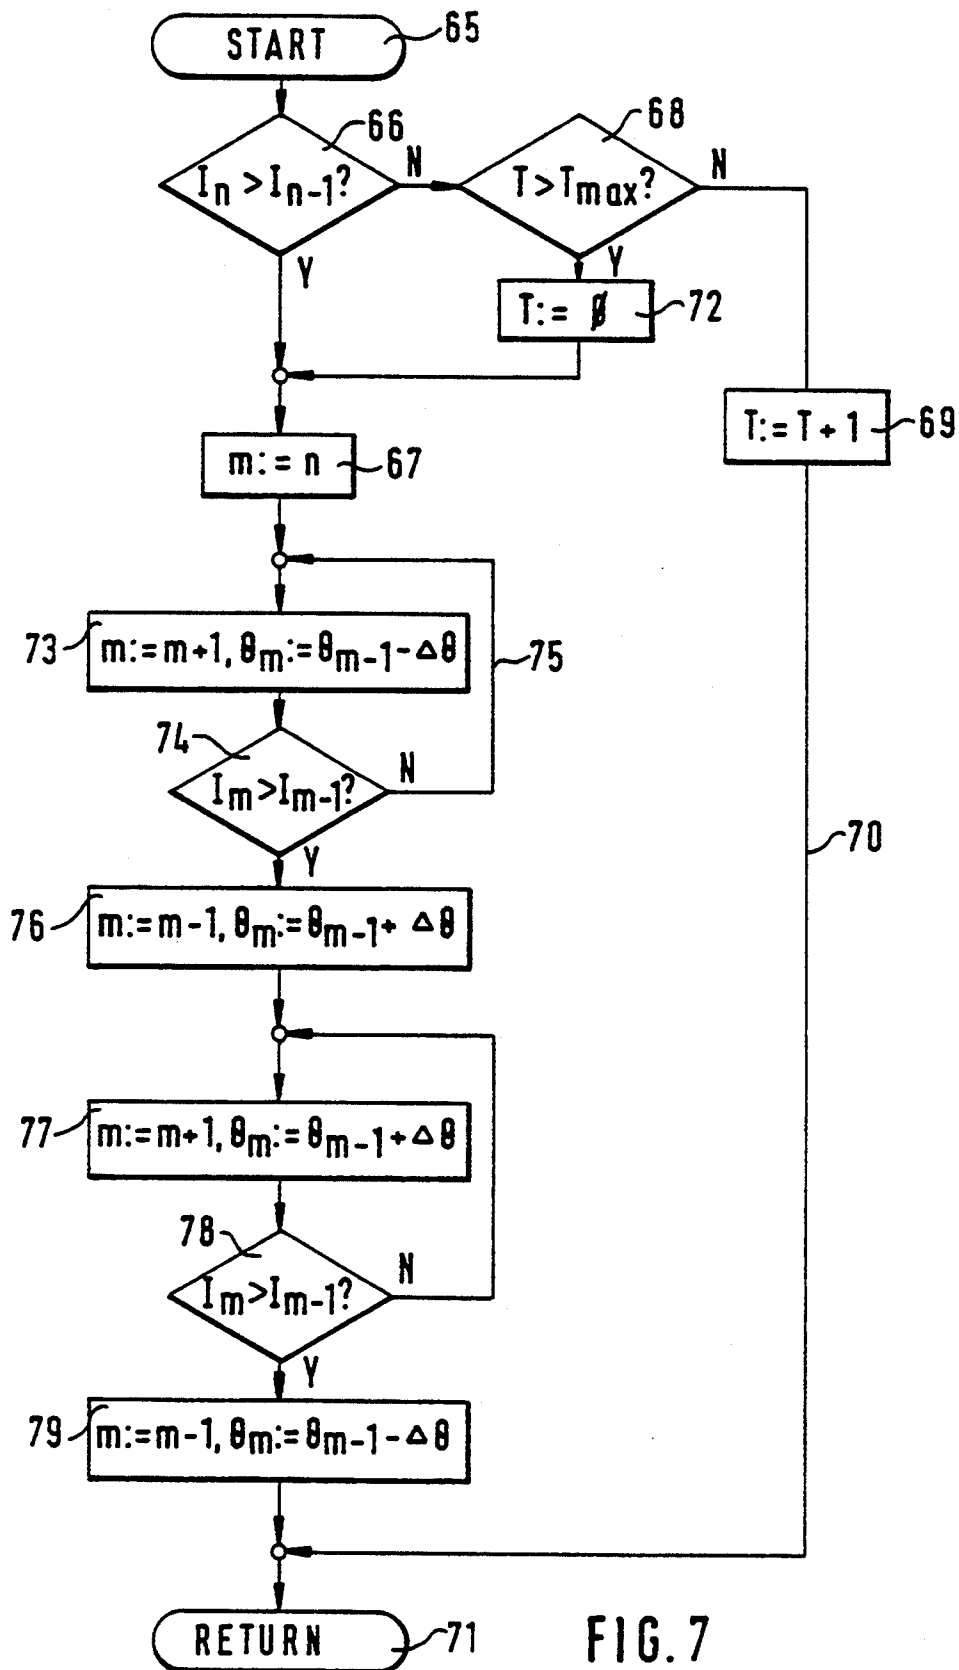 START
65
66
68
Iₙ > Iₙ₋₁?
N
T > Tmax?
N
Y
Y
T:= Ø
72
T:= T + 1
69
m:= n
67
73
m:= m+1, θₘ:= θₘ₋₁ - Δθ
75
74
Iₘ > Iₘ₋₁?
N
70
Y
76
m:= m-1, θₘ:= θₘ₋₁ + Δθ
77
m:= m+1, θₘ:= θₘ₋₁ + Δθ
78
Iₘ > Iₘ₋₁?
N
Y
79
m:= m-1, θₘ:= θₘ₋₁ - Δθ
RETURN
71
FIG. 7